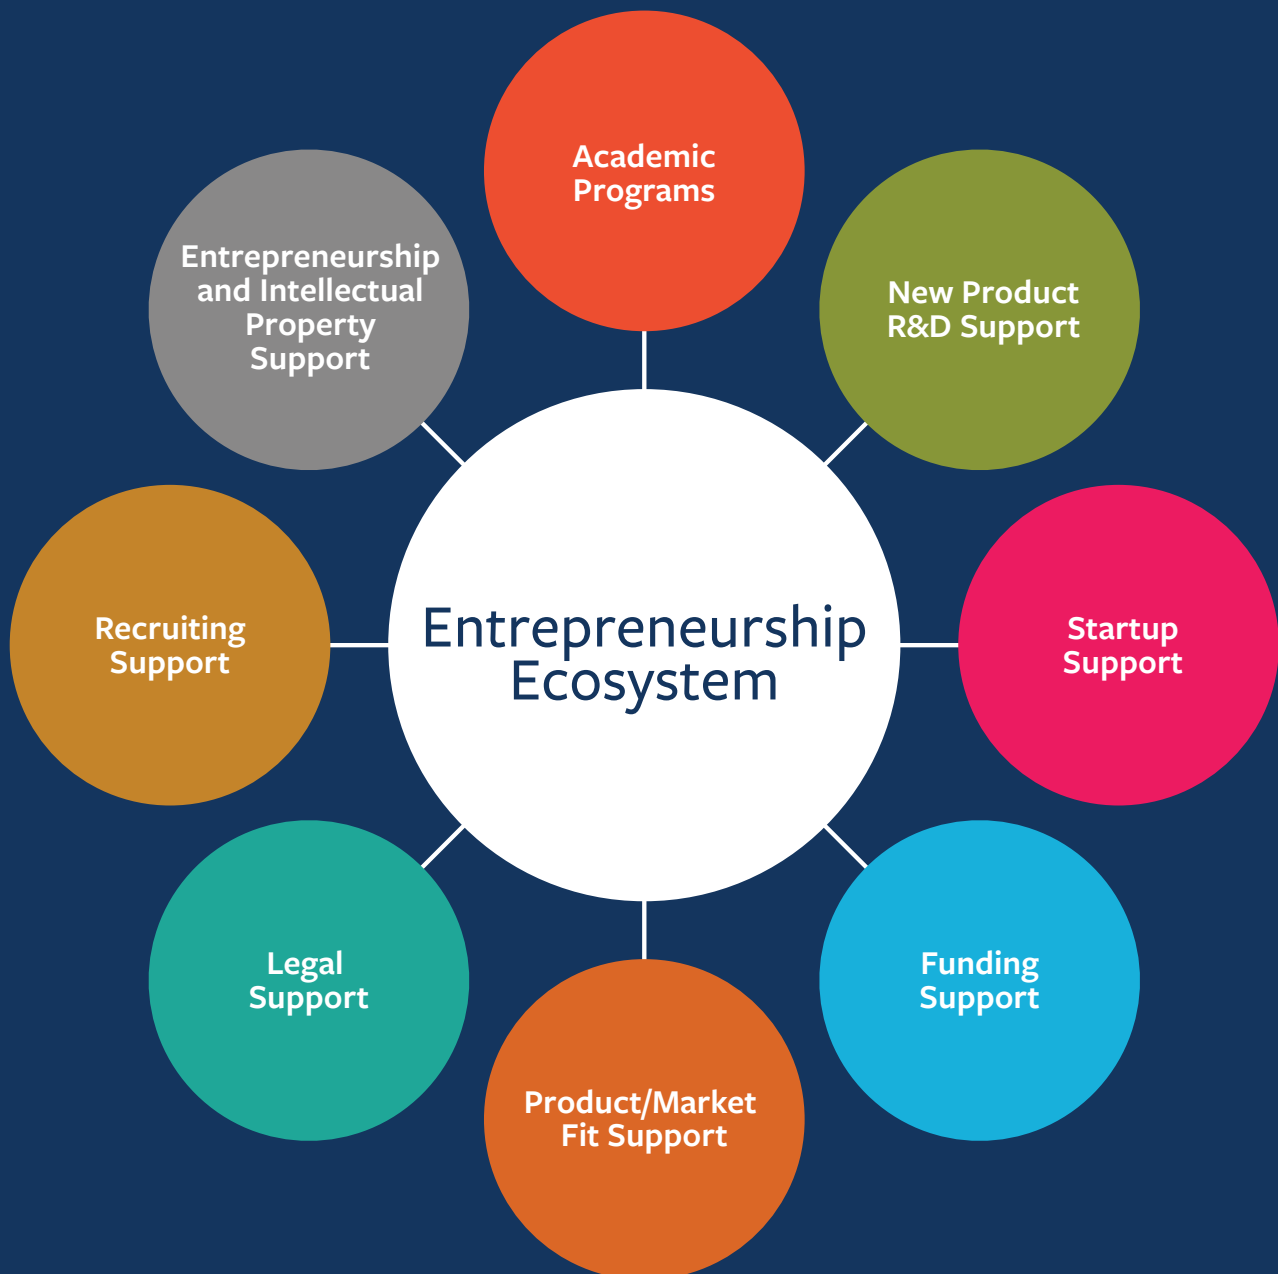 Academic
Programs
Entrepreneurship
and Intellectual
Property
Support
New Product
R&D Support
Entrepreneurship
Ecosystem
Recruiting
Support
Startup
Support
Legal
Support
Funding
Support
Product/Market
Fit Support